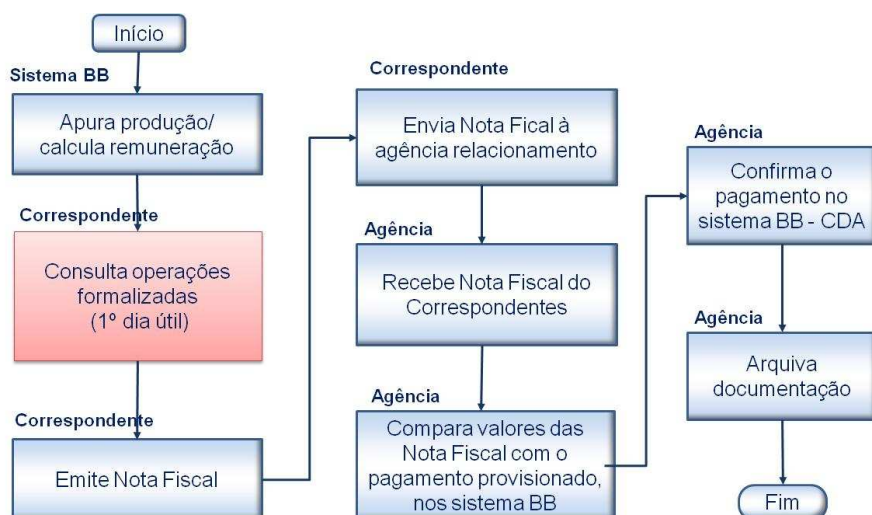 Início
Sistema BB
Apura produção/
calcula remuneração
Correspondente
Consulta operações
formalizadas
(1º dia útil)
Correspondente
Emite Nota Fiscal
Correspondente
Envia Nota Fical à
agência relacionamento
Agência
Recebe Nota Fiscal do
Correspondentes
Agência
Compara valores das
Nota Fiscal com o
pagamento provisionado,
nos sistema BB
Agência
Confirma o
pagamento no
sistema BB - CDA
Agência
Arquiva
documentação
Fim